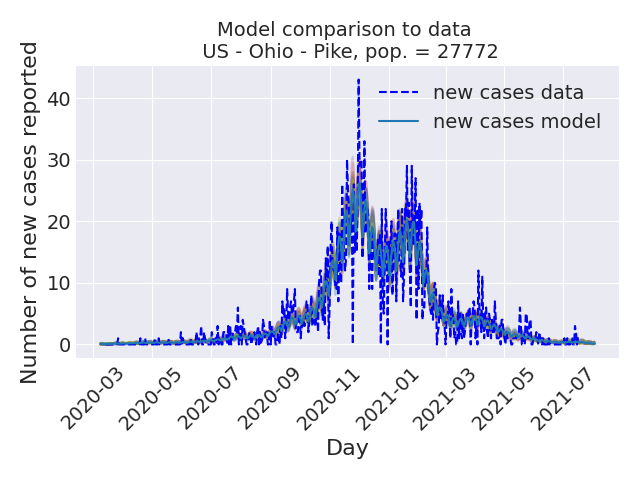 Model comparison to data
US - Ohio - Pike, pop. = 27772
new cases data
new cases model
Number of new cases reported
40
30
20
10
0
2020-03
2020-05
2020-07
2020-09
2020-11
2021-01
2021-03
2021-05
2021-07
Day